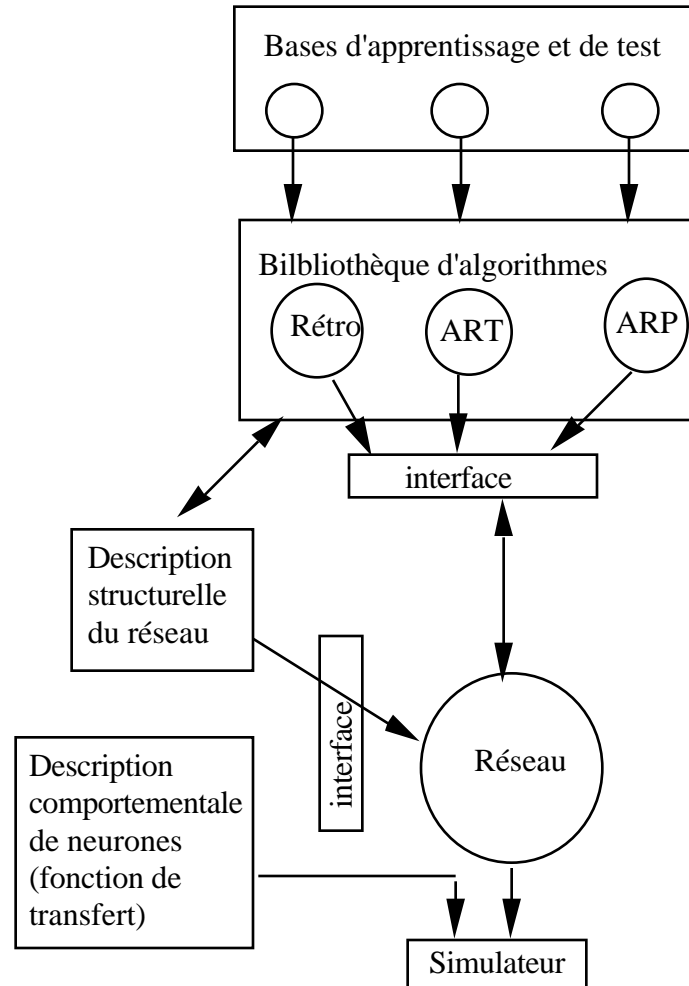 Bases d'apprentissage et de test
Bilbliothèque d'algorithmes
Rétro
ART
ARP
interface
Description
structurelle
du réseau
interface
Réseau
Description
comportementale
de neurones
(fonction de
transfert)
Simulateur